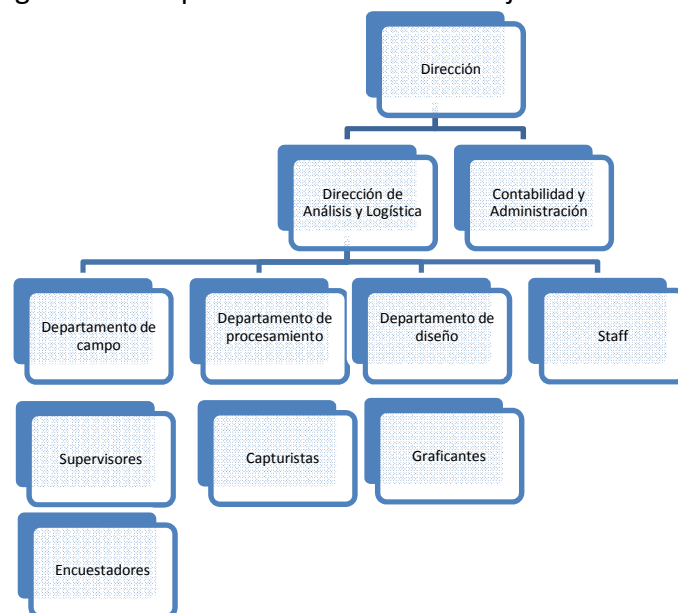 Dirección
Dirección de
Análisis y Logística
Contabilidad y
Administración
Departamento de
campo
Departamento de
procesamiento
Departamento de
diseño
Staff
Supervisores
Capturistas
Graficantes
Encuestadores